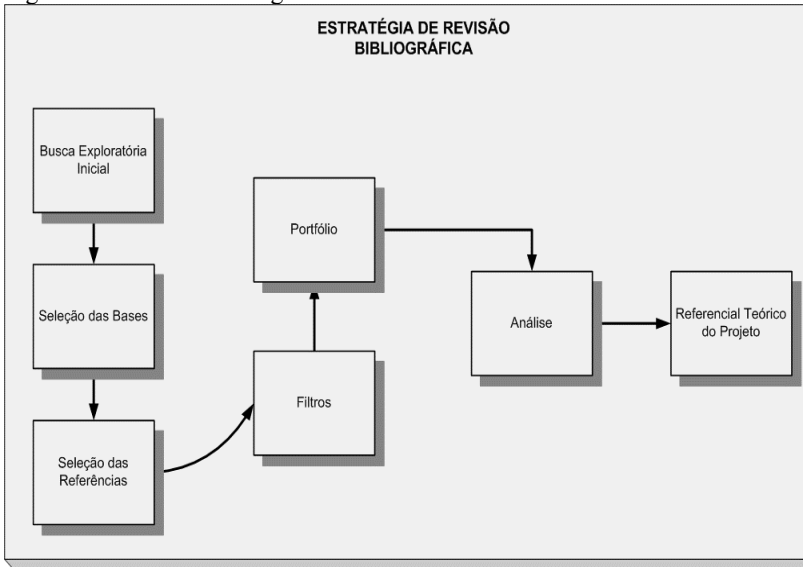 ESTRATÉGIA DE REVISÃO
BIBLIOGRÁFICA
Busca Exploratória
Inicial
Seleção das Bases
Seleção das
Referências
Filtros
Portfólio
Análise
Referencial Teórico
do Projeto